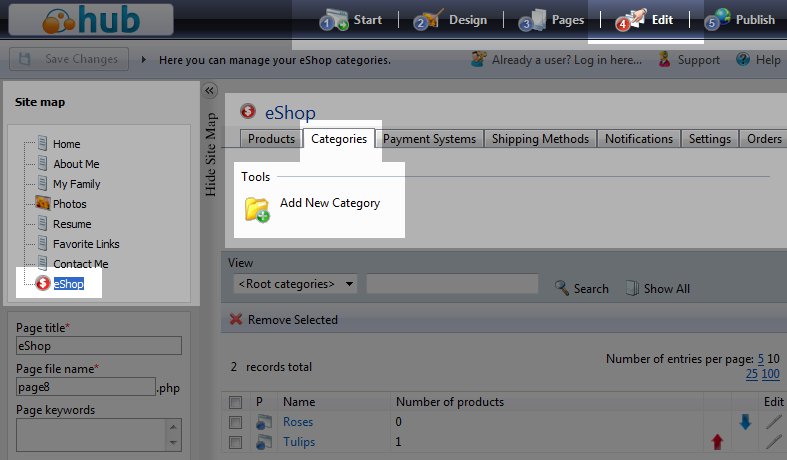 hub
1 Start
2 Design
3 Pages
4 Edit
5 Publish
Save Changes
Here you can manage your eShop categories.
Already a user? Log in here...
Support
Help
Site map
Home
About Me
My Family
Photos
Resume
Favorite Links
Contact Me
eShop
Page title*
eShop
Page file name*
page8 .php
Page keywords
Hide Site Map
eShop
Products Categories Payment Systems Shipping Methods Notifications Settings Orders
Tools
Add New Category
View
<Root categories> Search Show All
Remove Selected
2 records total
Number of entries per page: 5 10
25 100
P Name Number of products Edit
Roses 0
Tulips 1